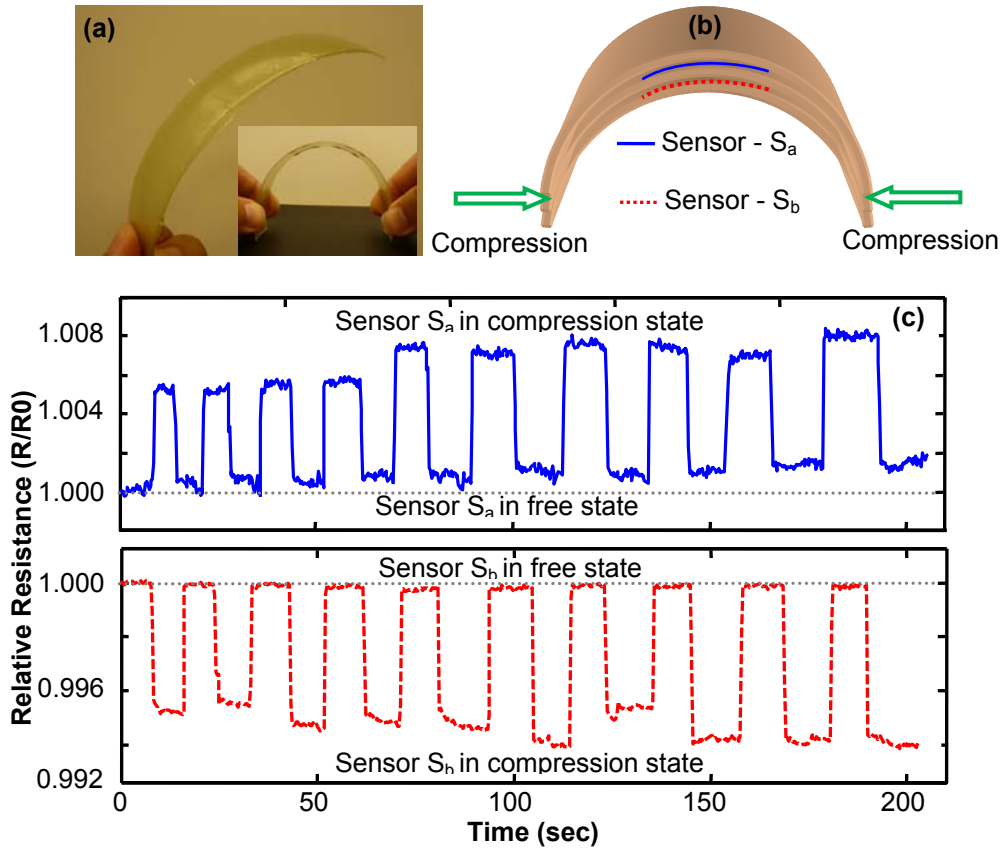 (a)
(b)
Sensor - Sa
Sensor - Sb
Compression
Compression
(c)
Sensor Sa in compression state
1.008
1.004
1.000
Sensor Sa in free state
Relative Resistance (R/R0)
Sensor Sb in free state
1.000
0.996
0.992
Sensor Sb in compression state
0 50 100 150 200
Time (sec)